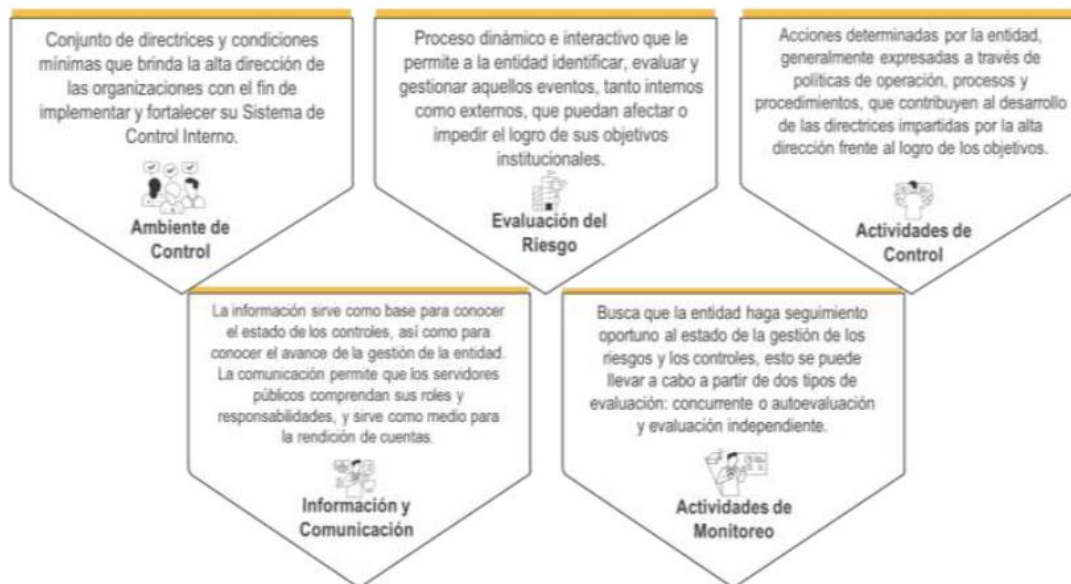 Conjunto de directrices y condiciones
mínimas que brinda la alta dirección de
las organizaciones con el fin de
implementar y fortalecer su Sistema de
Control Interno.
Ambiente de
Control
Proceso dinámico e interactivo que le
permite a la entidad identificar, evaluar y
gestionar aquellos eventos, tanto internos
como externos, que puedan afectar o
impedir el logro de sus objetivos
institucionales.
Evaluación del
Riesgo
Acciones determinadas por la entidad,
generalmente expresadas a través de
políticas de operación, procesos y
procedimientos, que contribuyen al desarrollo
de las directrices impartidas por la alta
dirección frente al logro de los objetivos.
Actividades de
Control
La información sirve como base para conocer
el estado de los controles, así como para
conocer el avance de la gestión de la entidad.
La comunicación permite que los servidores
públicos comprendan sus roles y
responsabilidades, y sirve como medio para
la rendición de cuentas.
Información y
Comunicación
Busca que la entidad haga seguimiento
oportuno al estado de la gestión de los
riesgos y los controles, esto se puede
llevar a cabo a partir de dos tipos de
evaluación: concurrente o autoevaluación
y evaluación independiente.
Actividades de
Monitoreo